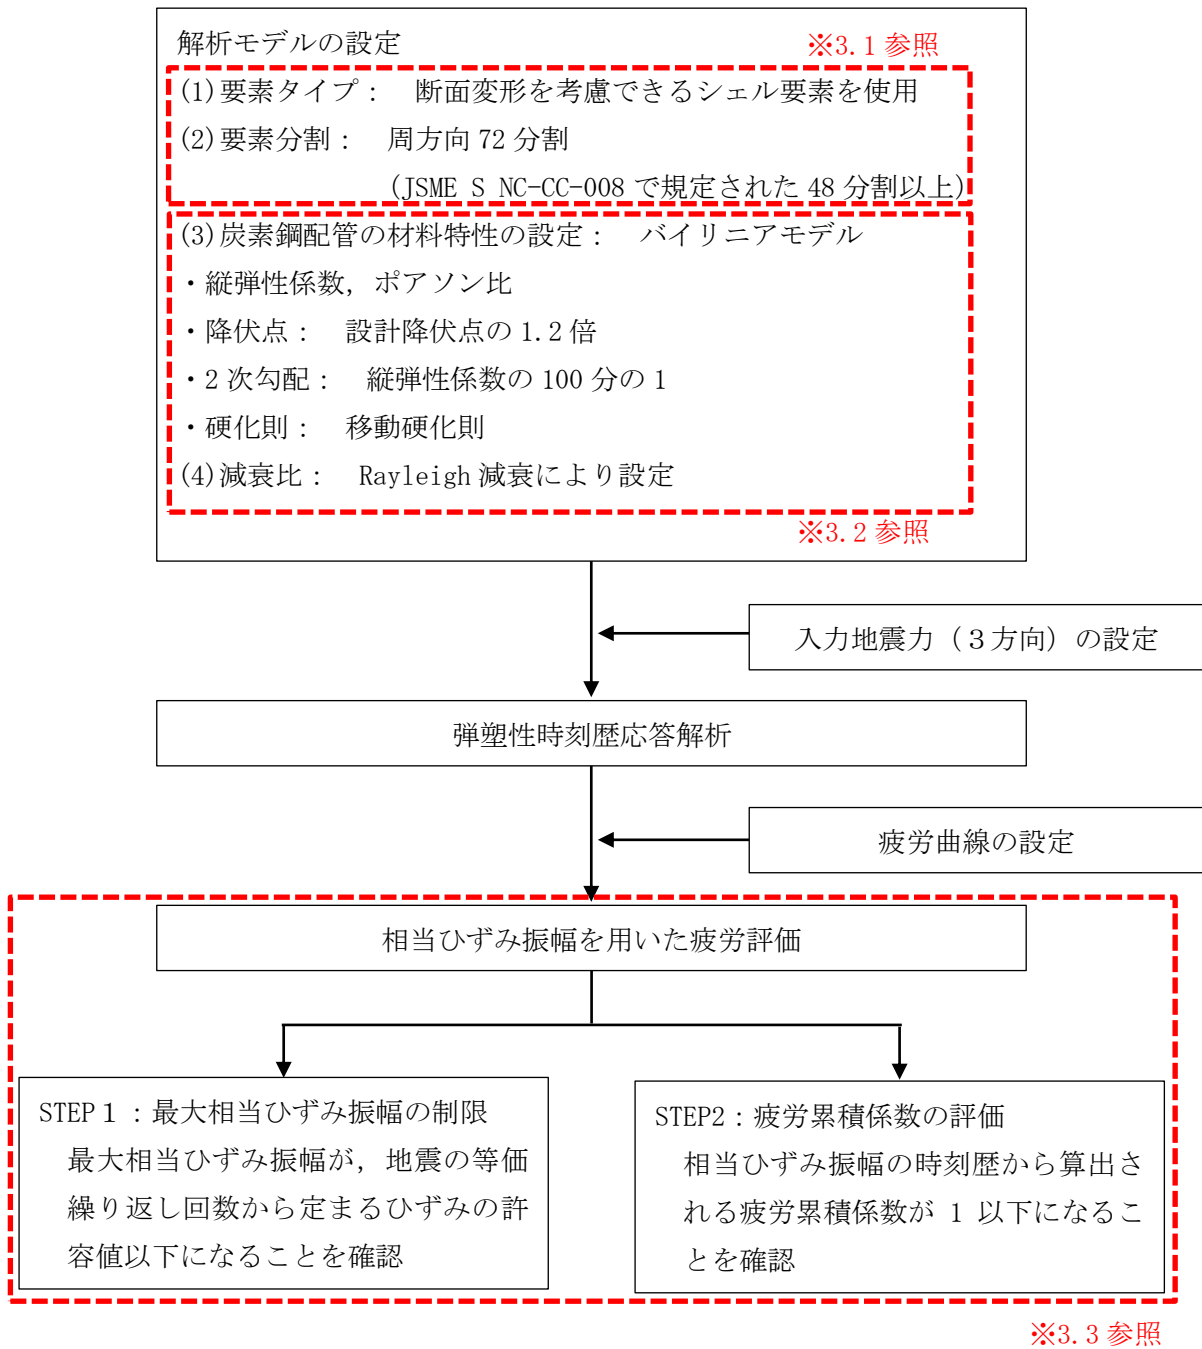 解析モデルの設定
※3.1 参照
(1)要素タイプ： 断面変形を考慮できるシェル要素を使用
(2)要素分割： 周方向 72 分割
(JSME S NC-CC-008 で規定された 48 分割以上)
(3)炭素鋼配管の材料特性の設定： バイリニアモデル
・縦弾性係数，ポアソン比
・降伏点： 設計降伏点の 1.2 倍
・2 次勾配： 縦弾性係数の 100 分の 1
・硬化則： 移動硬化則
(4)減衰比： Rayleigh 減衰により設定
※3.2 参照
入力地震力（３方向）の設定
弾塑性時刻歴応答解析
疲労曲線の設定
相当ひずみ振幅を用いた疲労評価
STEP１：最大相当ひずみ振幅の制限
最大相当ひずみ振幅が，地震の等価
繰り返し回数から定まるひずみの許
容値以下になることを確認
STEP2：疲労累積係数の評価
相当ひずみ振幅の時刻歴から算出さ
れる疲労累積係数が 1 以下になるこ
とを確認
※3.3 参照